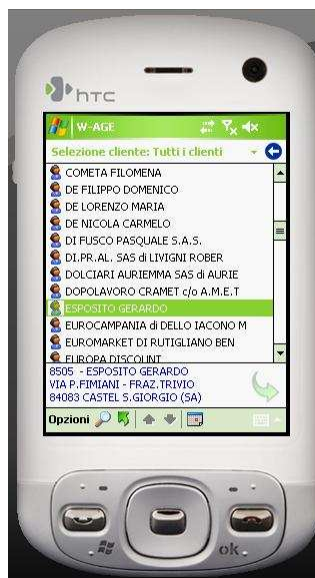 hTC
W-AGE
Selezione cliente: Tutti i clienti
COMETA FILOMENA
DE FILIPPO DOMENICO
DE LORENZO MARIA
DE NICOLA CARMELO
DI FUSCO PASQUALE S.A.S.
DI.PR.AL. SAS di LIVIGNI ROBER
DOLCIARI AURIEMMA SAS di AURIE
DOPOLAVORO CRAMET c/o A.M.E.T
ESPOSITO GERARDO
EUROCAMPANIA di DELLO IACONO M
EUROMARKET DI RUTIGLIANO BEN
EUROPA DISCOUNT
8505 - ESPOSITO GERARDO
VIA P.FIMIANI - FRAZ.TRIVIO
84083 CASTEL S.GIORGIO (SA)
Opzioni
ok